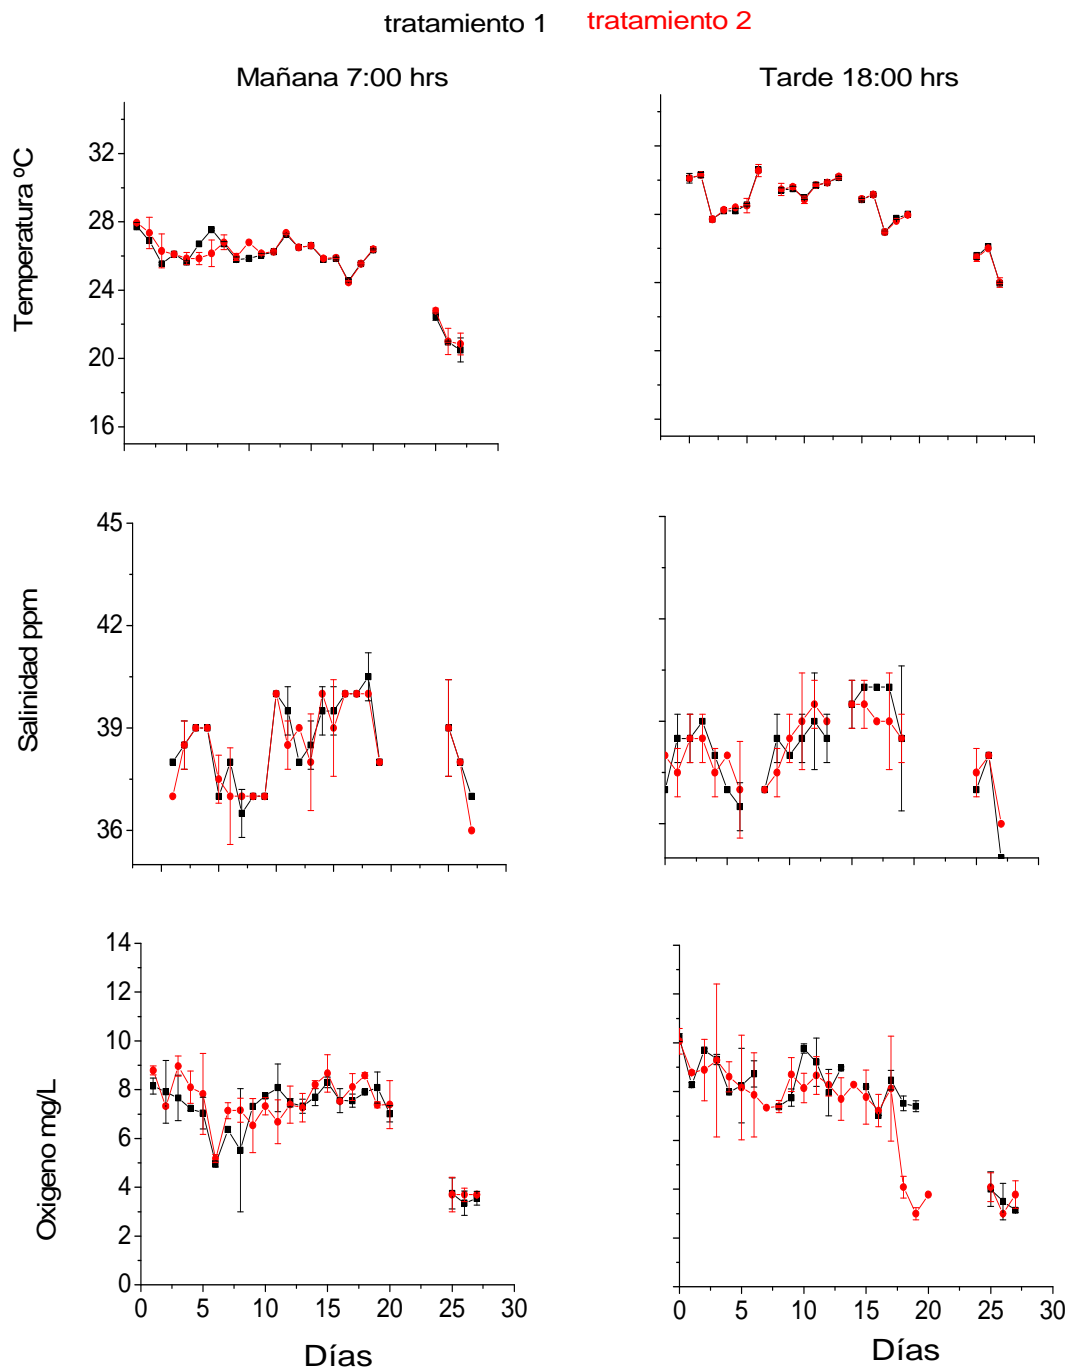 tratamiento 1 tratamiento 2
Mañana 7:00 hrs Tarde 18:00 hrs
Temperatura ºC
32
28
24
20
16
Salinidad ppm
45
42
39
36
Oxigeno mg/L
14
12
10
8
6
4
2
0
0 5 10 15 20 25 30 0 5 10 15 20 25 30
Días Días